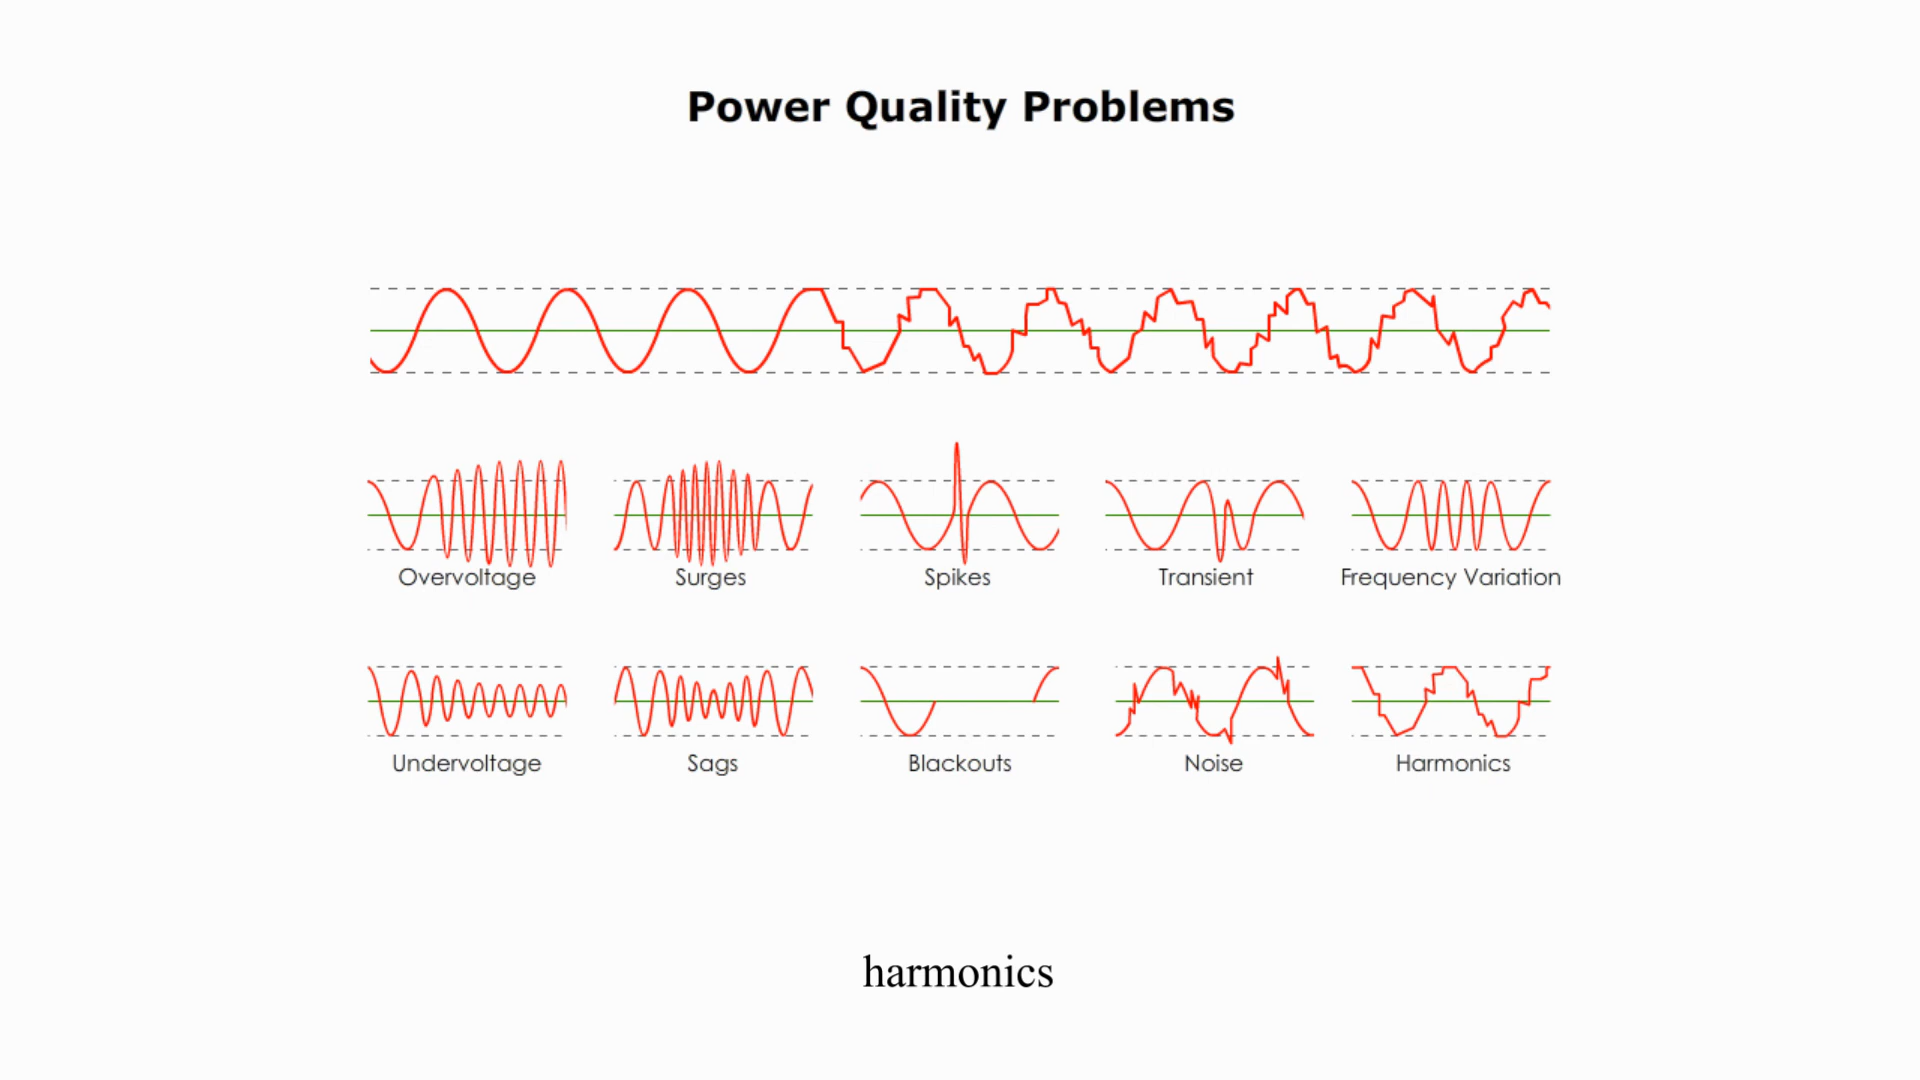 Power Quality Problems
Overvoltage
Surges
Spikes
Transient
Frequency Variation
Undervoltage
Sags
Blackouts
Noise
Harmonics
harmonics